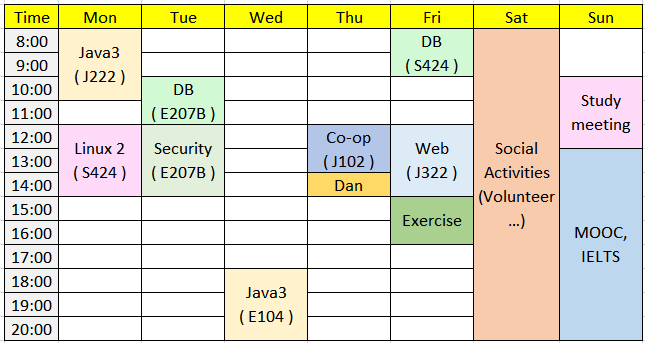 Time Mon Tue Wed Thu Fri Sat Sun
8:00
9:00
10:00
11:00
12:00
13:00
14:00
15:00
16:00
17:00
18:00
19:00
20:00
Java3
( J222 )
Linux 2
( S424 )
DB
( E207B )
Security
( E207B )
Java3
( E104 )
Co-op
( J102 )
Dan
DB
( S424 )
Web
( J322 )
Exercise
Social
Activities
(Volunteer
...)
Study
meeting
MOOC,
IELTS